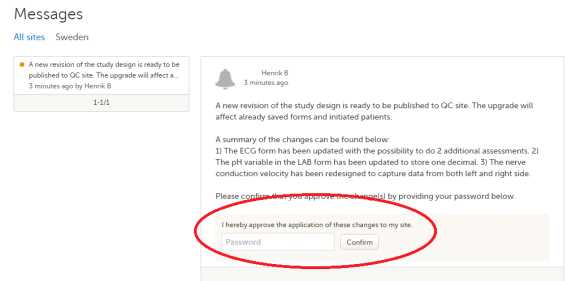 Messages
All sites Sweden
A new revision of the study design is ready to be
published to QC site. The upgrade will affect a...
3 minutes ago by Henrik B
1-1/1
Henrik B
3 minutes ago
A new revision of the study design is ready to be published to QC site. The upgrade will
affect already saved forms and initiated patients.
A summary of the changes can be found below:
1) The ECG form has been updated with the possibility to do 2 additional assessments. 2)
The pH variable in the LAB form has been updated to store one decimal. 3) The nerve
conduction velocity has been redesigned to capture data from both left and right side.
Please confirm that you approve the change(s) by providing your password below.
I hereby approve the application of these changes to my site.
Password Confirm